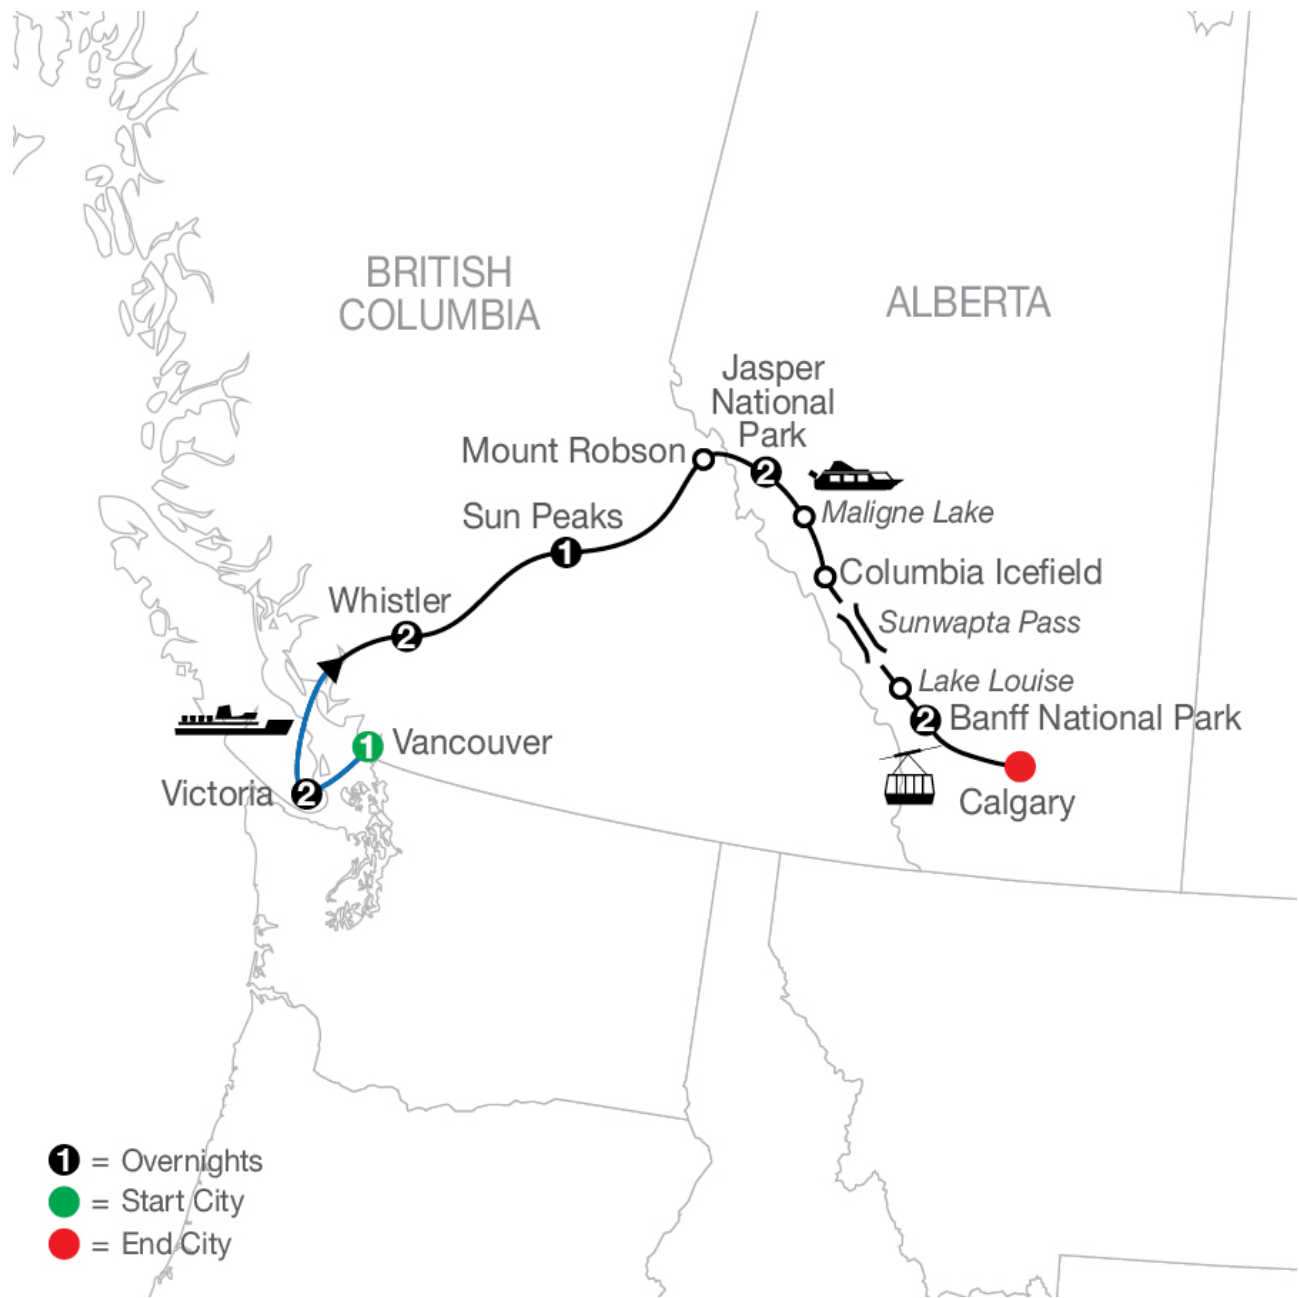 BRITISH
COLUMBIA
ALBERTA
Jasper
National
Park
Mount Robson
2
Maligne Lake
Sun Peaks
1
Columbia Icefield
Whistler
2
Sunwapta Pass
Lake Louise
2 Banff National Park
1 Vancouver
Victoria 2
Calgary
1 = Overnights
= Start City
= End City